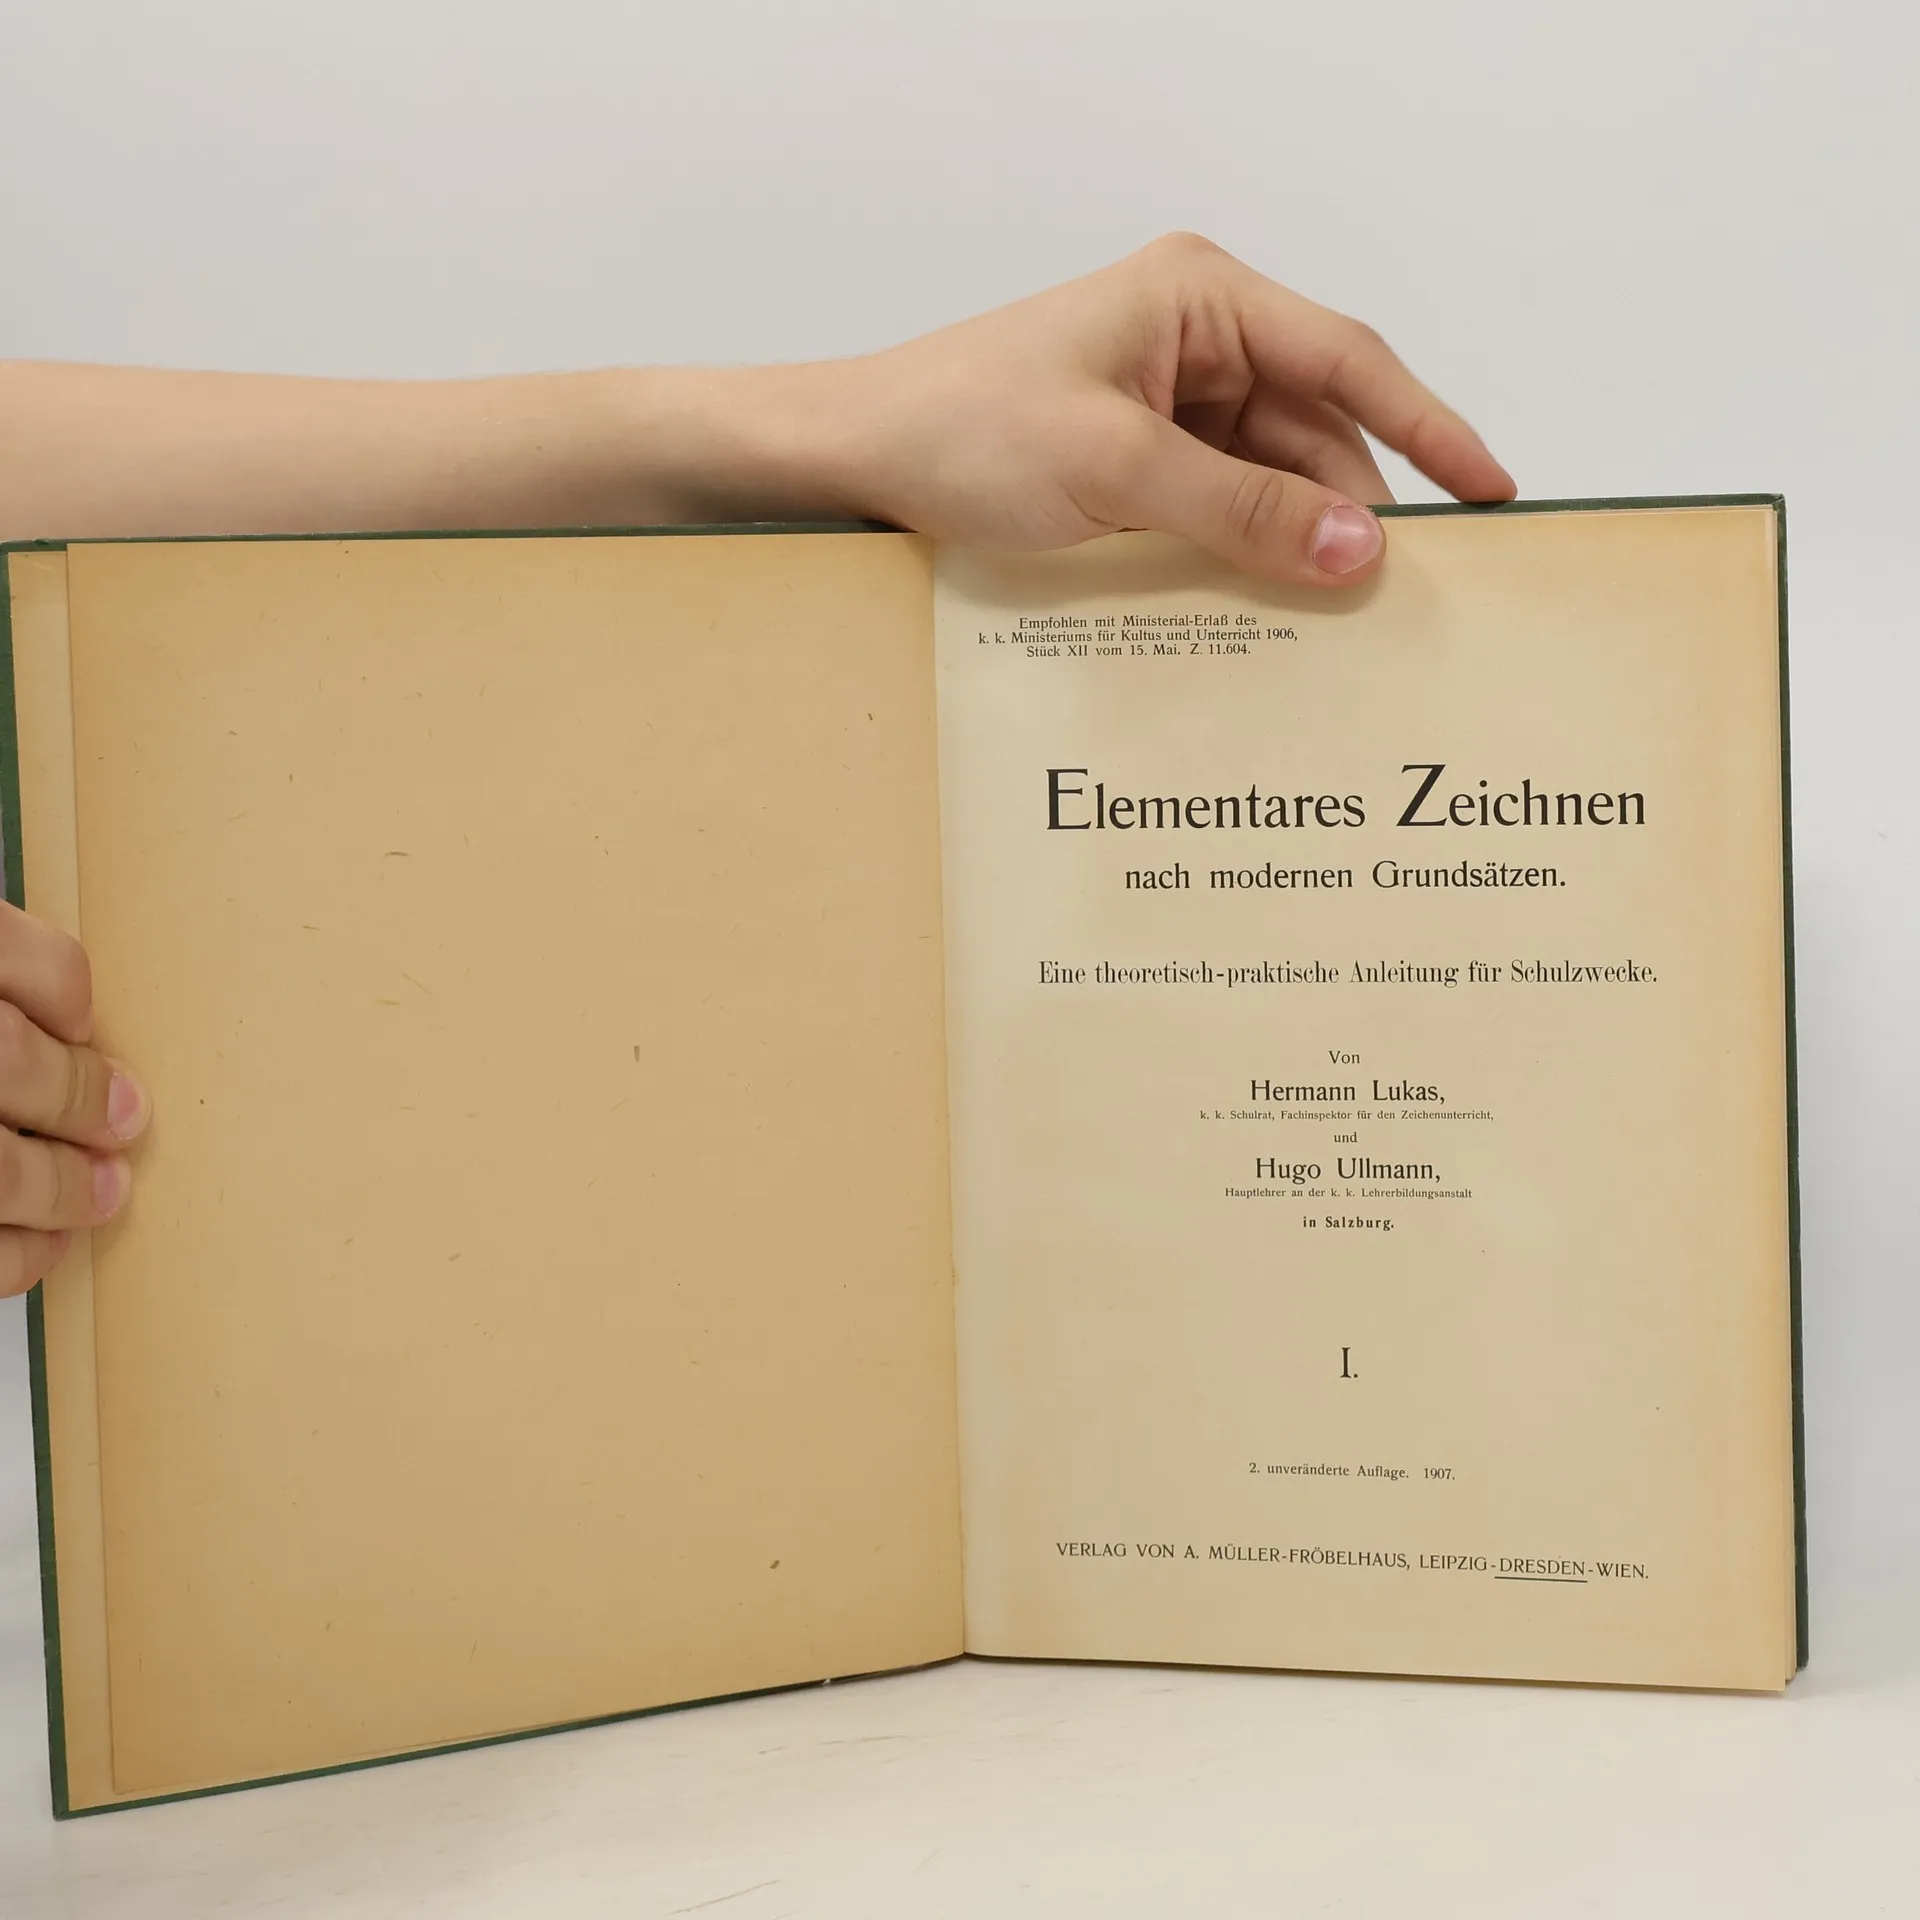 Empfohlen mit Ministerial-Erlaß des
k. k. Ministeriums für Kultus und Unterricht 1906,
Stück XII vom 15. Mai. Z. 11.604.
Elementares Zeichnen
nach modernen Grundsätzen.
Eine theoretisch-praktische Anleitung für Schulzwecke.
Von
Hermann Lukas,
k. k. Schulrat, Fachinspektor für den Zeichenunterricht,
und
Hugo Ullmann,
Hauptlehrer an der k. k. Lehrerbildungsanstalt
in Salzburg.
I.
2. unveränderte Auflage. 1907.
VERLAG VON A. MÜLLER-FRÖBELHAUS, LEIPZIG-DRESDEN-WIEN.